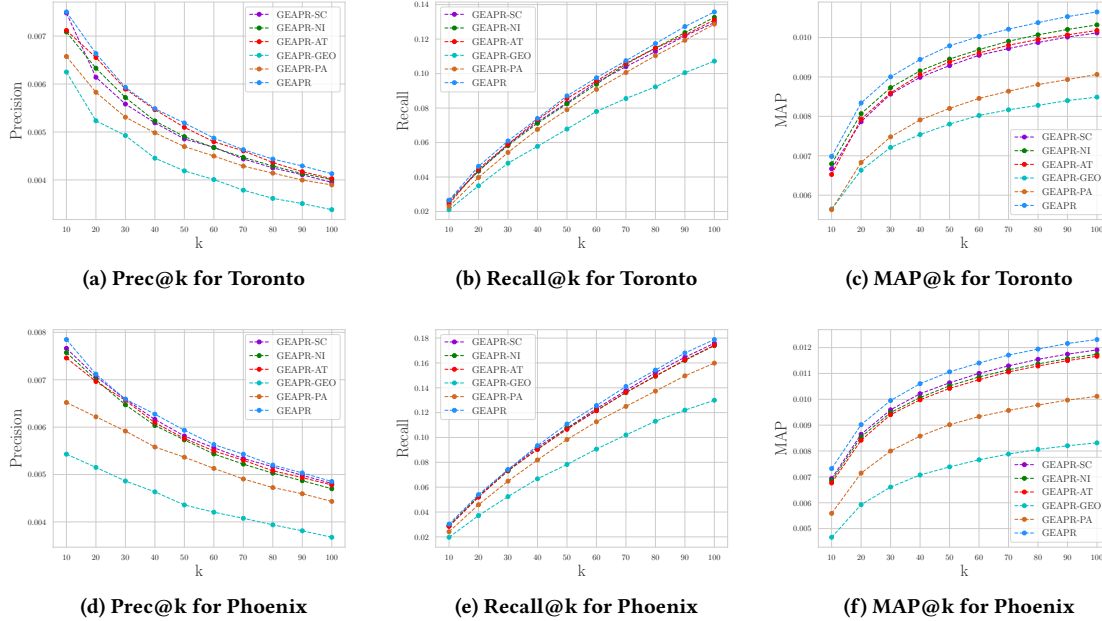 Precision
0.007
0.006
0.005
0.004
GEAPR-SC
GEAPR-NI
GEAPR-AT
GEAPR-GEO
GEAPR-PA
GEAPR
10 20 30 40 50 60 70 80 90 100
k
(a) Prec@k for Toronto
Recall
0.14
0.12
0.10
0.08
0.06
0.04
0.02
GEAPR-SC
GEAPR-NI
GEAPR-AT
GEAPR-GEO
GEAPR-PA
GEAPR
10 20 30 40 50 60 70 80 90 100
k
(b) Recall@k for Toronto
MAP
0.010
0.009
0.008
0.007
0.006
GEAPR-SC
GEAPR-NI
GEAPR-AT
GEAPR-GEO
GEAPR-PA
GEAPR
10 20 30 40 50 60 70 80 90 100
k
(c) MAP@k for Toronto
Precision
0.008
0.007
0.006
0.005
0.004
GEAPR-SC
GEAPR-NI
GEAPR-AT
GEAPR-GEO
GEAPR-PA
GEAPR
10 20 30 40 50 60 70 80 90 100
k
(d) Prec@k for Phoenix
Recall
0.18
0.16
0.14
0.12
0.10
0.08
0.06
0.04
0.02
GEAPR-SC
GEAPR-NI
GEAPR-AT
GEAPR-GEO
GEAPR-PA
GEAPR
10 20 30 40 50 60 70 80 90 100
k
(e) Recall@k for Phoenix
MAP
0.012
0.011
0.010
0.009
0.008
0.007
0.006
0.005
GEAPR-SC
GEAPR-NI
GEAPR-AT
GEAPR-GEO
GEAPR-PA
GEAPR
10 20 30 40 50 60 70 80 90 100
k
(f) MAP@k for Phoenix